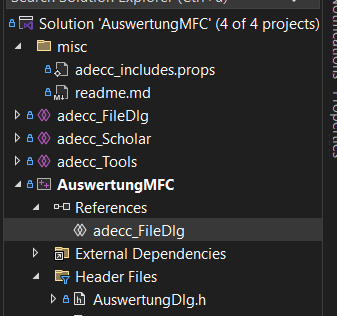 Solution 'AuswertungMFC' (4 of 4 projects)
misc
adecc_includes.props
readme.md
adecc_FileDlg
adecc_Scholar
adecc_Tools
AuswertungMFC
References
adecc_FileDlg
External Dependencies
Header Files
AuswertungDlg.h
Properties